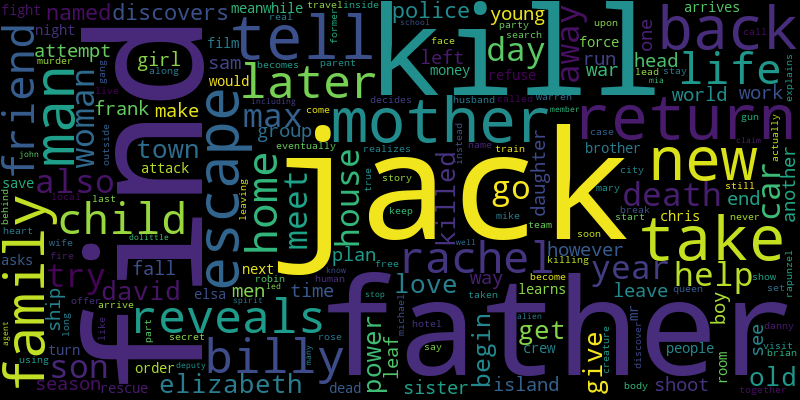 fight named discovers meanwhile night film attempt murder friend man woman girl sam frank make would along town attack also escape
real former becomes tell travel inside parent police left money later max group mother eventually realizes
kill young day go away refuse school face party search upon one run war force head lead stay mia
back arrives call life world work explains return husband called warren member including come
gang live outside john save behind last local leaving heart child home meet house jack instead daughter name train mike story keep true
brother case gun claim actually new mary city still break start never death end car another
family asks wife dolittle fire find try fall next elsa human men robin led spirit time plan free know love rachel killed well way learns taken
team soon killing become however year chris take help show queen set rapunzel
ship long offer arrive like david part secret reveals billy father stop
agent using turn season son rescue order deputy elizabeth dead rose many power leaf michael hotel say sister begin alien get crew island give creature leave people discover mr shoot boy room body see danny visit brian old together